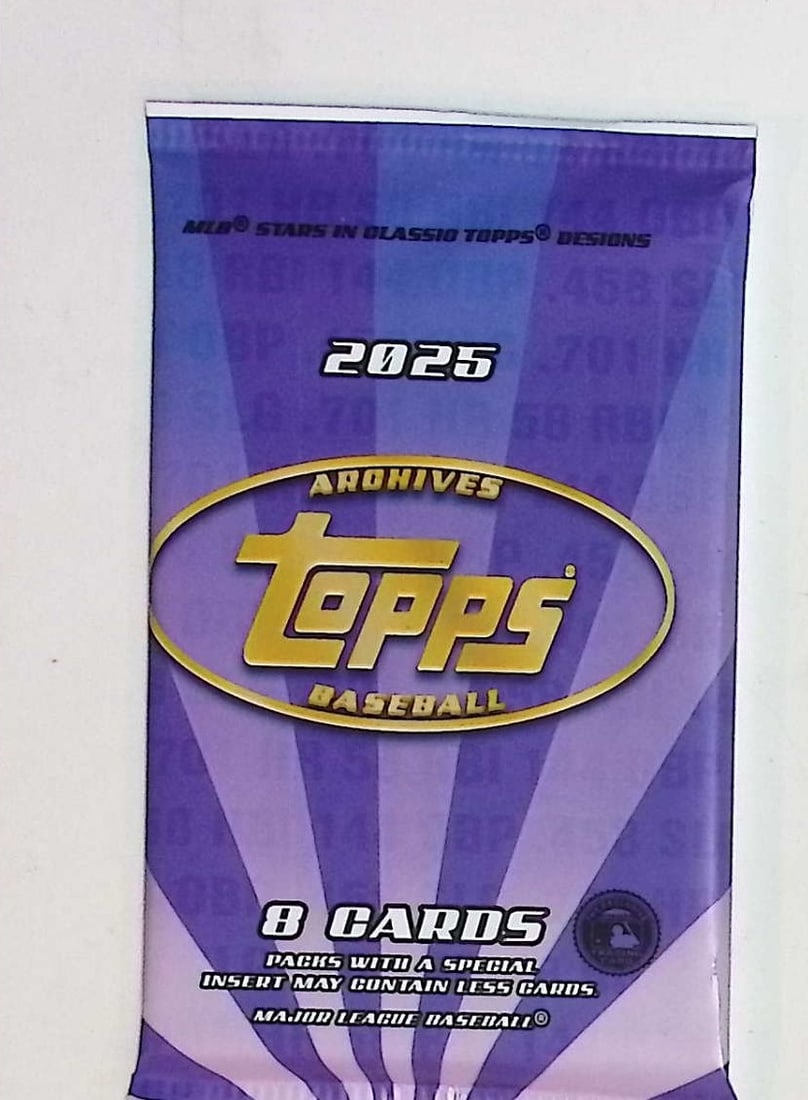 MLB® STARS IN CLASSIC TOPPS® DESIGNS
2025
ARCHIVES
Topps
BASEBALL
8 CARDS
PACKS WITH A SPECIAL
INSERT MAY CONTAIN LESS CARDS.
MAJOR LEAGUE BASEBALL®